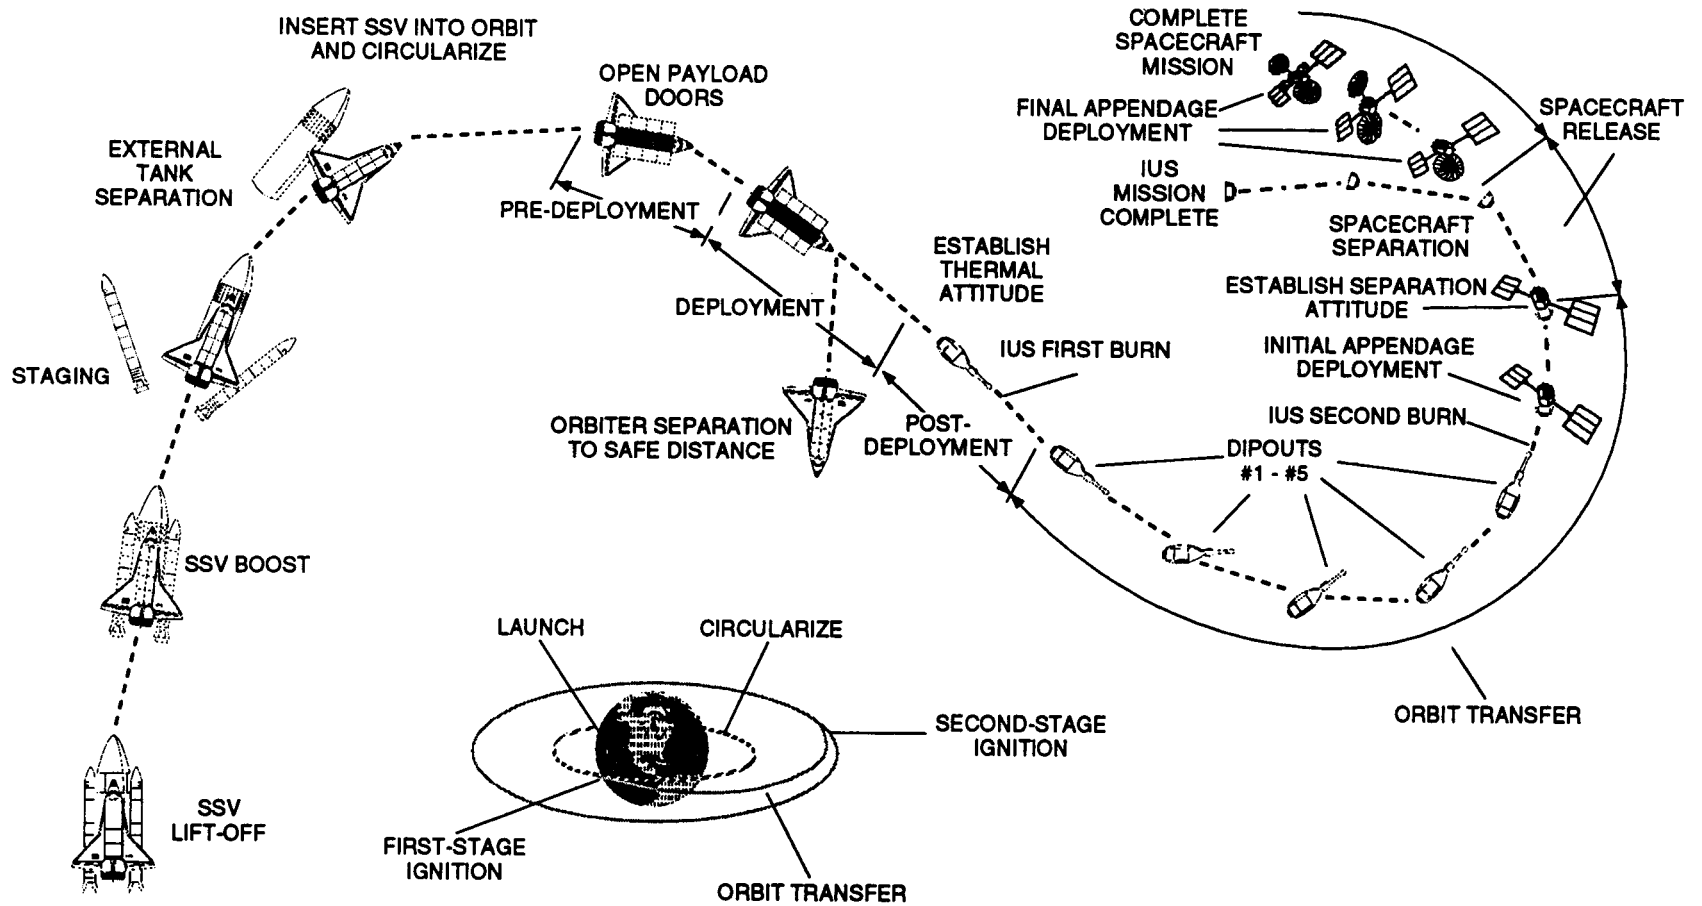 INSERT SSV INTO ORBIT
AND CIRCULARIZE
OPEN PAYLOAD
DOORS
EXTERNAL
TANK
SEPARATION
PRE-DEPLOYMENT
STAGING
DEPLOYMENT
ESTABLISH
THERMAL
ATTITUDE
IUS FIRST BURN
ORBITER SEPARATION
TO SAFE DISTANCE
POST-
DEPLOYMENT
SSV BOOST
SSV
LIFT-OFF
COMPLETE
SPACECRAFT
MISSION
FINAL APPENDAGE
DEPLOYMENT
SPACECRAFT
RELEASE
IUS
MISSION
COMPLETE
SPACECRAFT
SEPARATION
ESTABLISH SEPARATION
ATTITUDE
INITIAL APPENDAGE
DEPLOYMENT
IUS SECOND BURN
DIPOUTS
#1 - #5
ORBIT TRANSFER
LAUNCH
CIRCULARIZE
SECOND-STAGE
IGNITION
FIRST-STAGE
IGNITION
ORBIT TRANSFER